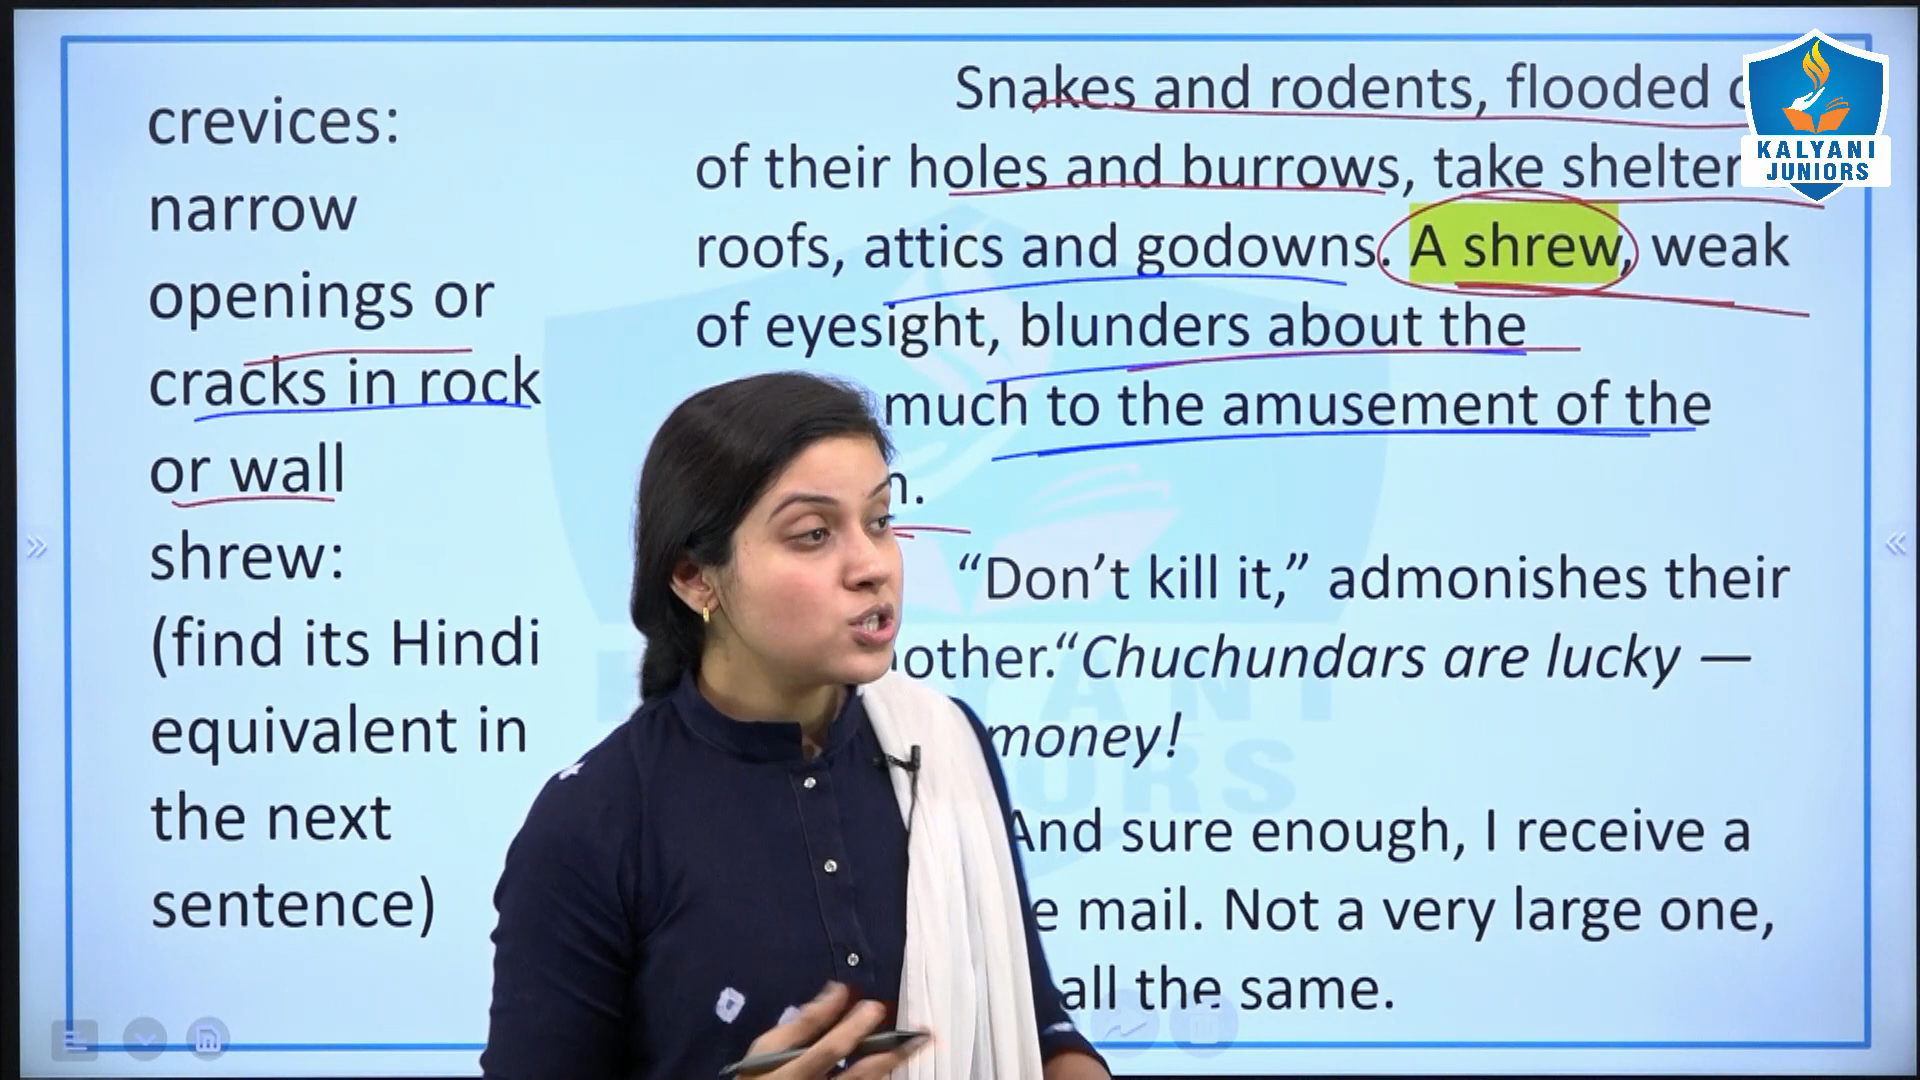 crevices:
narrow
openings or
cracks in rock
or wall
shrew:
(find its Hindi
equivalent in
the next
sentence)
Snakes and rodents, flooded
of their holes and burrows, take shelter
roofs, attics and godowns. A shrew, weak
of eyesight, blunders about the
much to the amusement of the
“Don’t kill it,” admonishes their
“Chuchundars are lucky —
money!
And sure enough, I receive a
mail. Not a very large one,
all the same.
KALYANI
JUNIORS